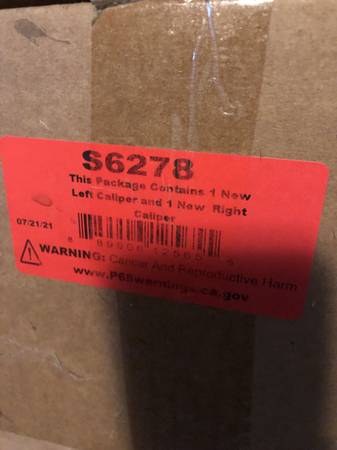 S6278
This Package Contains 1 New
Left Caliper and 1 New Right
Caliper
07/21/21
WARNING: Cancer And Reproductive Harm
www.P65warnings.ca.gov